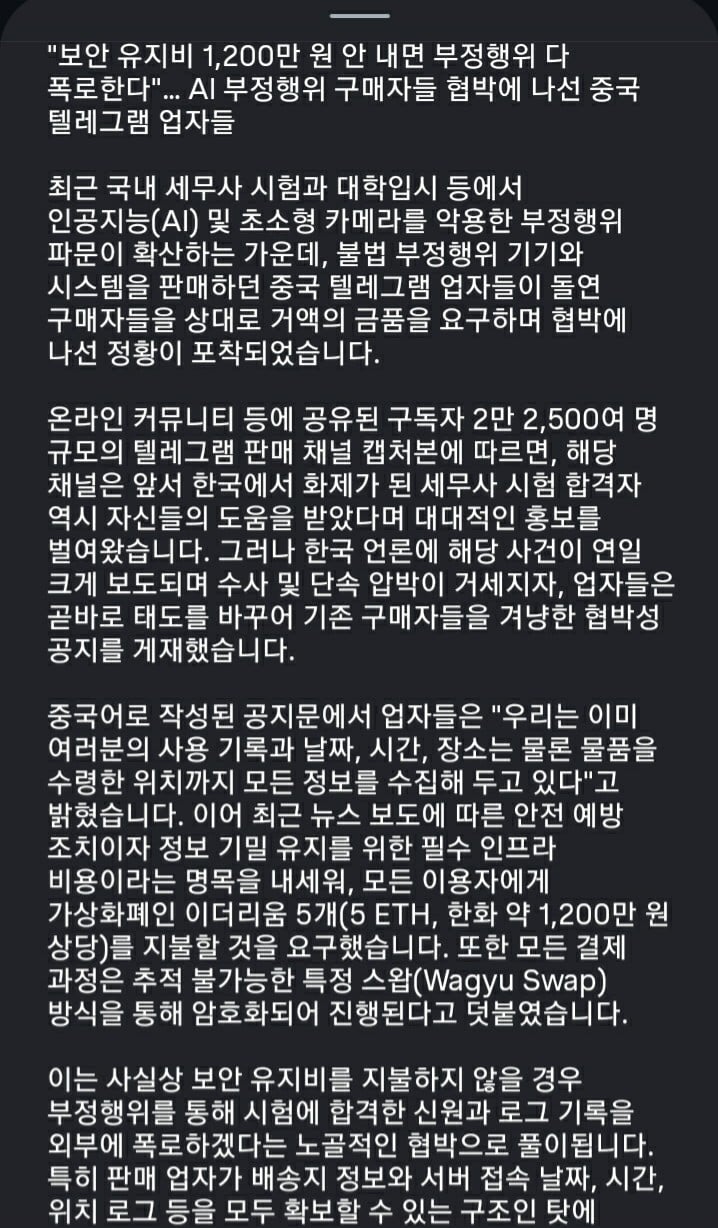 "보안 유지비 1,200만 원 안 내면 부정행위 다
폭로한다"... AI 부정행위 구매자들 협박에 나선 중국
텔레그램 업자들
최근 국내 세무사 시험과 대학입시 등에서
인공지능(AI) 및 초소형 카메라를 악용한 부정행위
파문이 확산하는 가운데, 불법 부정행위 기기와
시스템을 판매하던 중국 텔레그램 업자들이 돌연
구매자들을 상대로 거액의 금품을 요구하며 협박에
나선 정황이 포착되었습니다.
온라인 커뮤니티 등에 공유된 구독자 2만 2,500여 명
규모의 텔레그램 판매 채널 캡처본에 따르면, 해당
채널은 앞서 한국에서 화제가 된 세무사 시험 합격자
역시 자신들의 도움을 받았다며 대대적인 홍보를
벌여왔습니다. 그러나 한국 언론에 해당 사건이 연일
크게 보도되며 수사 및 단속 압박이 거세지자, 업자들은
곧바로 태도를 바꾸어 기존 구매자들을 겨냥한 협박성
공지를 게재했습니다.
중국어로 작성된 공지문에서 업자들은 "우리는 이미
여러분의 사용 기록과 날짜, 시간, 장소는 물론 물품을
수령한 위치까지 모든 정보를 수집해 두고 있다"고
밝혔습니다. 이어 최근 뉴스 보도에 따른 안전 예방
조치이자 정보 기밀 유지를 위한 필수 인프라
비용이라는 명목을 내세워, 모든 이용자에게
가상화폐인 이더리움 5개(5 ETH, 한화 약 1,200만 원
상당)를 지불할 것을 요구했습니다. 또한 모든 결제
과정은 추적 불가능한 특정 스왑(Wagyu Swap)
방식을 통해 암호화되어 진행된다고 덧붙였습니다.
이는 사실상 보안 유지비를 지불하지 않을 경우
부정행위를 통해 시험에 합격한 신원과 로그 기록을
외부에 폭로하겠다는 노골적인 협박으로 풀이됩니다.
특히 판매 업자가 배송지 정보와 서버 접속 날짜, 시간,
위치 로그 등을 모두 확보할 수 있는 구조인 탓에